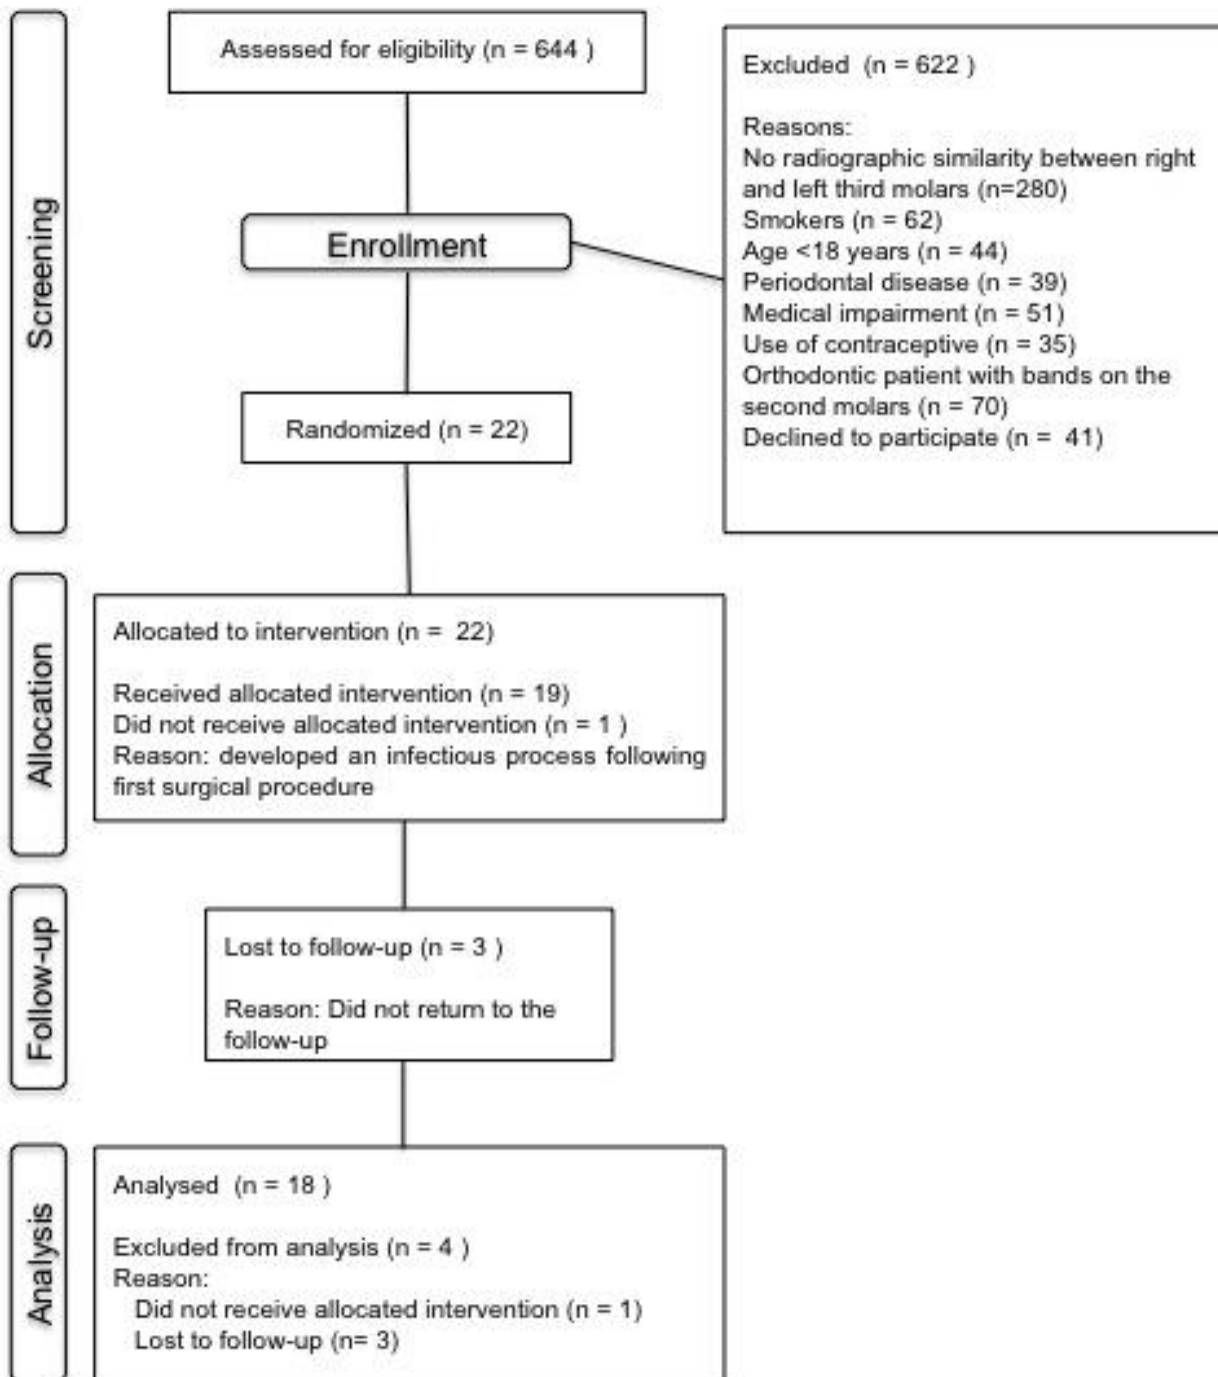 Screening
Assessed for eligibility (n = 644 )
Excluded (n = 622 )
Reasons:
No radiographic similarity between right
and left third molars (n=280)
Smokers (n = 62)
Age <18 years (n = 44)
Periodontal disease (n = 39)
Medical impairment (n = 51)
Use of contraceptive (n = 35)
Orthodontic patient with bands on the
second molars (n = 70)
Declined to participate (n = 41)
Enrollment
Randomized (n = 22)
Allocation
Allocated to intervention (n = 22)
Received allocated intervention (n = 19)
Did not receive allocated intervention (n = 1 )
Reason: developed an infectious process following
first surgical procedure
Follow-up
Lost to follow-up (n = 3 )
Reason: Did not return to the
follow-up
Analysis
Analysed (n = 18 )
Excluded from analysis (n = 4 )
Reason:
Did not receive allocated intervention (n = 1)
Lost to follow-up (n= 3)